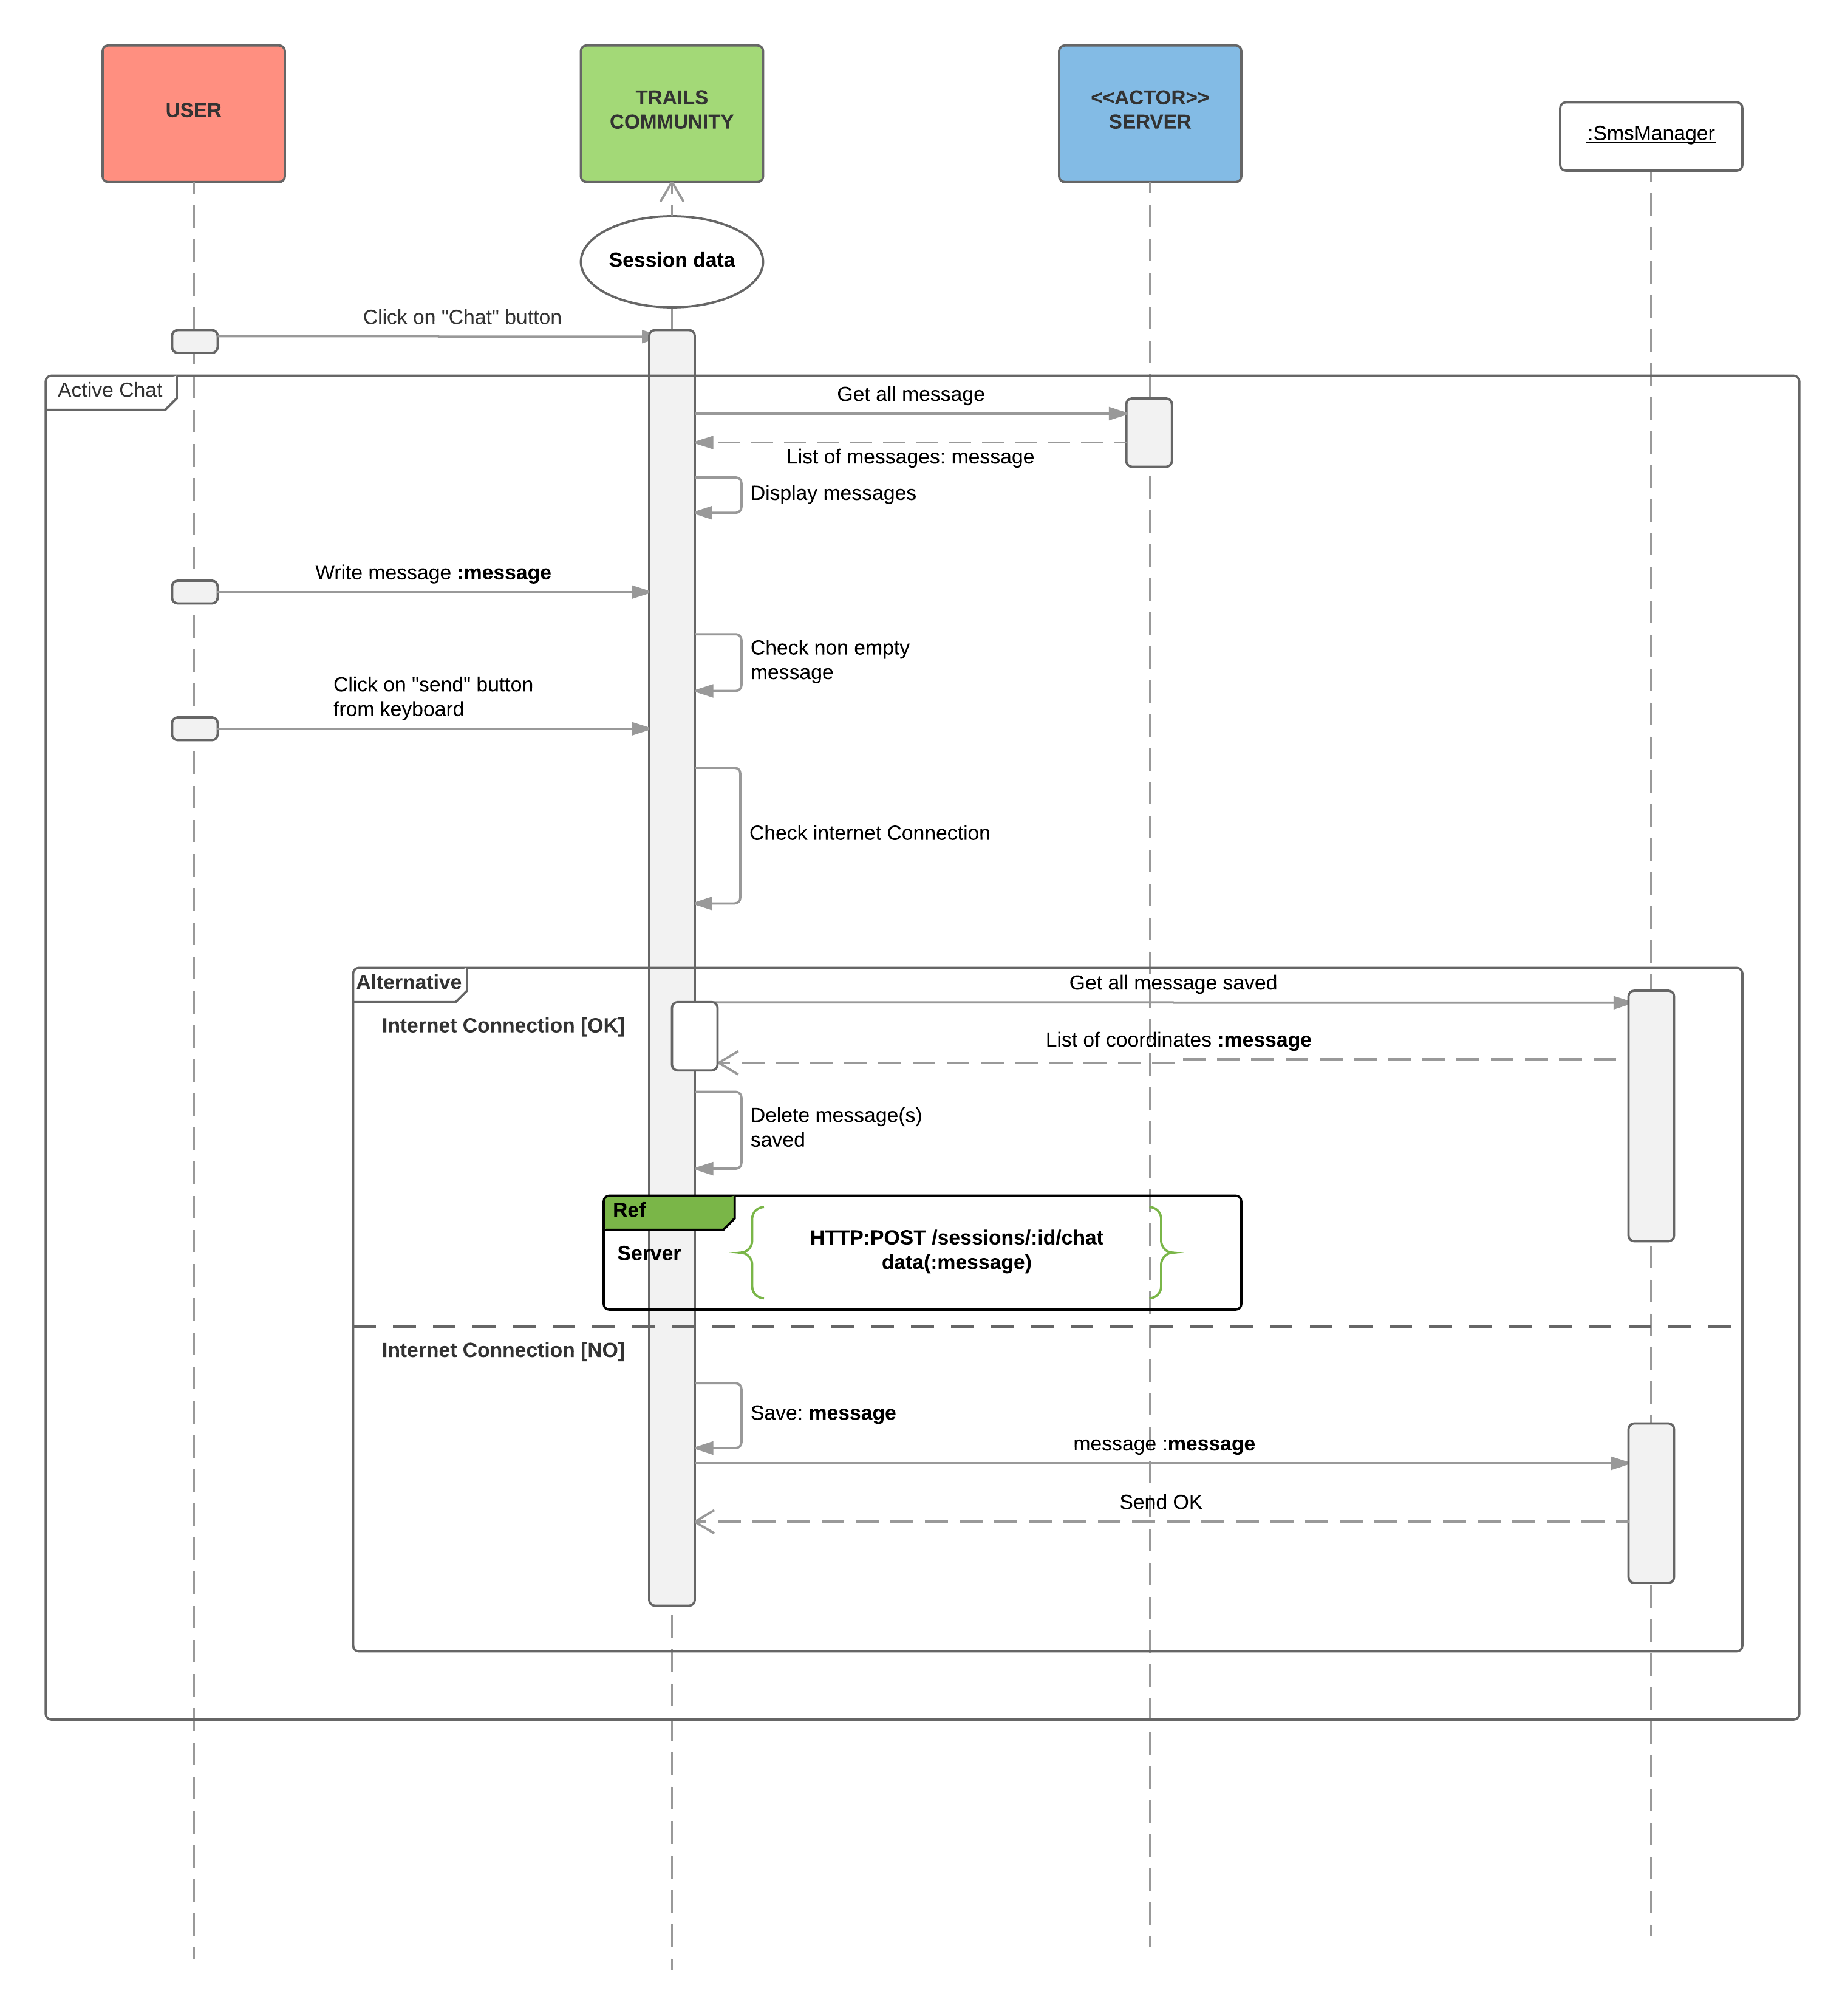 USER
TRAILS
COMMUNITY
<<ACTOR>>
SERVER
:SmsManager
Session data
Click on "Chat" button
Active Chat
Get all message
List of messages: message
Display messages
Write message :message
Check non empty
message
Click on "send" button
from keyboard
Check internet Connection
Alternative
Get all message saved
Internet Connection [OK]
List of coordinates :message
Delete message(s)
saved
Ref
Server
HTTP:POST /sessions/:id/chat
data(:message)
Internet Connection [NO]
Save: message
message :message
Send OK